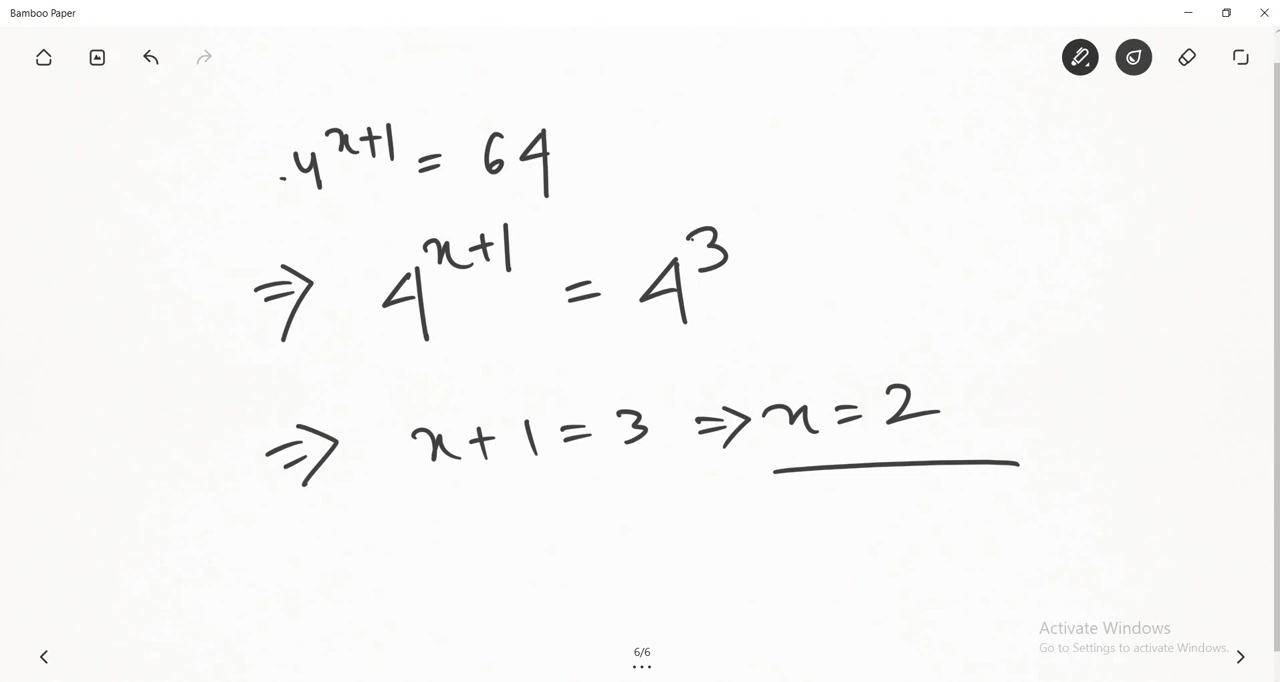 Bamboo Paper
.4^{x+1} = 64
⇒ 4^{x+1} = 4^3
⇒ x + 1 = 3 ⇒ x = 2
Activate Windows
Go to Settings to activate Windows.
6/6